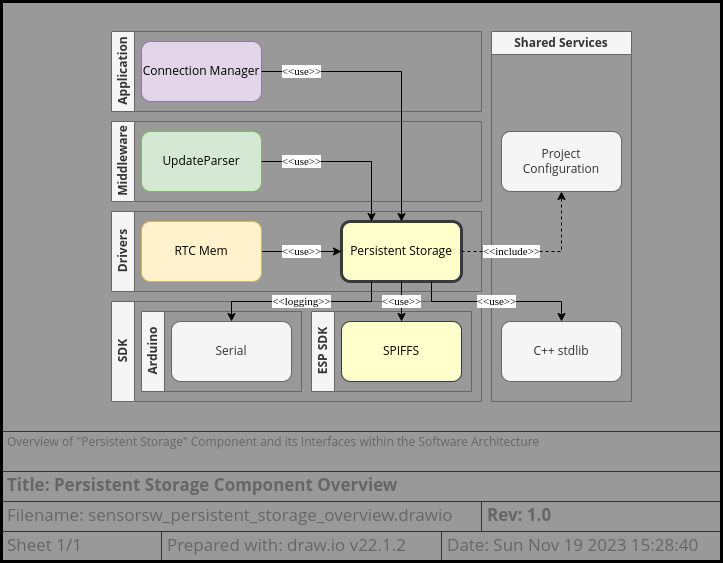 Shared Services
Application
Connection Manager
<<use>>
Middleware
UpdateParser
<<use>>
Project
Configuration
Drivers
RTC Mem
<<use>>
Persistent Storage
<<include>>
<<logging>>
<<use>>
<<use>>
SDK
Arduino
Serial
ESP SDK
SPIFFS
C++ stdlib
Overview of "Persistent Storage" Component and its Interfaces within the Software Architecture
Title: Persistent Storage Component Overview
Filename: sensorsw_persistent_storage_overview.drawio
Rev: 1.0
Sheet 1/1
Prepared with: draw.io v22.1.2
Date: Sun Nov 19 2023 15:28:40